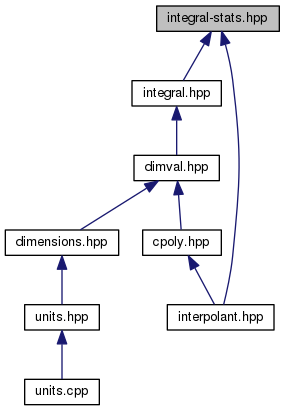 integral-stats.hpp
integral.hpp
dimval.hpp
dimensions.hpp
cpoly.hpp
units.hpp
interpolant.hpp
units.cpp